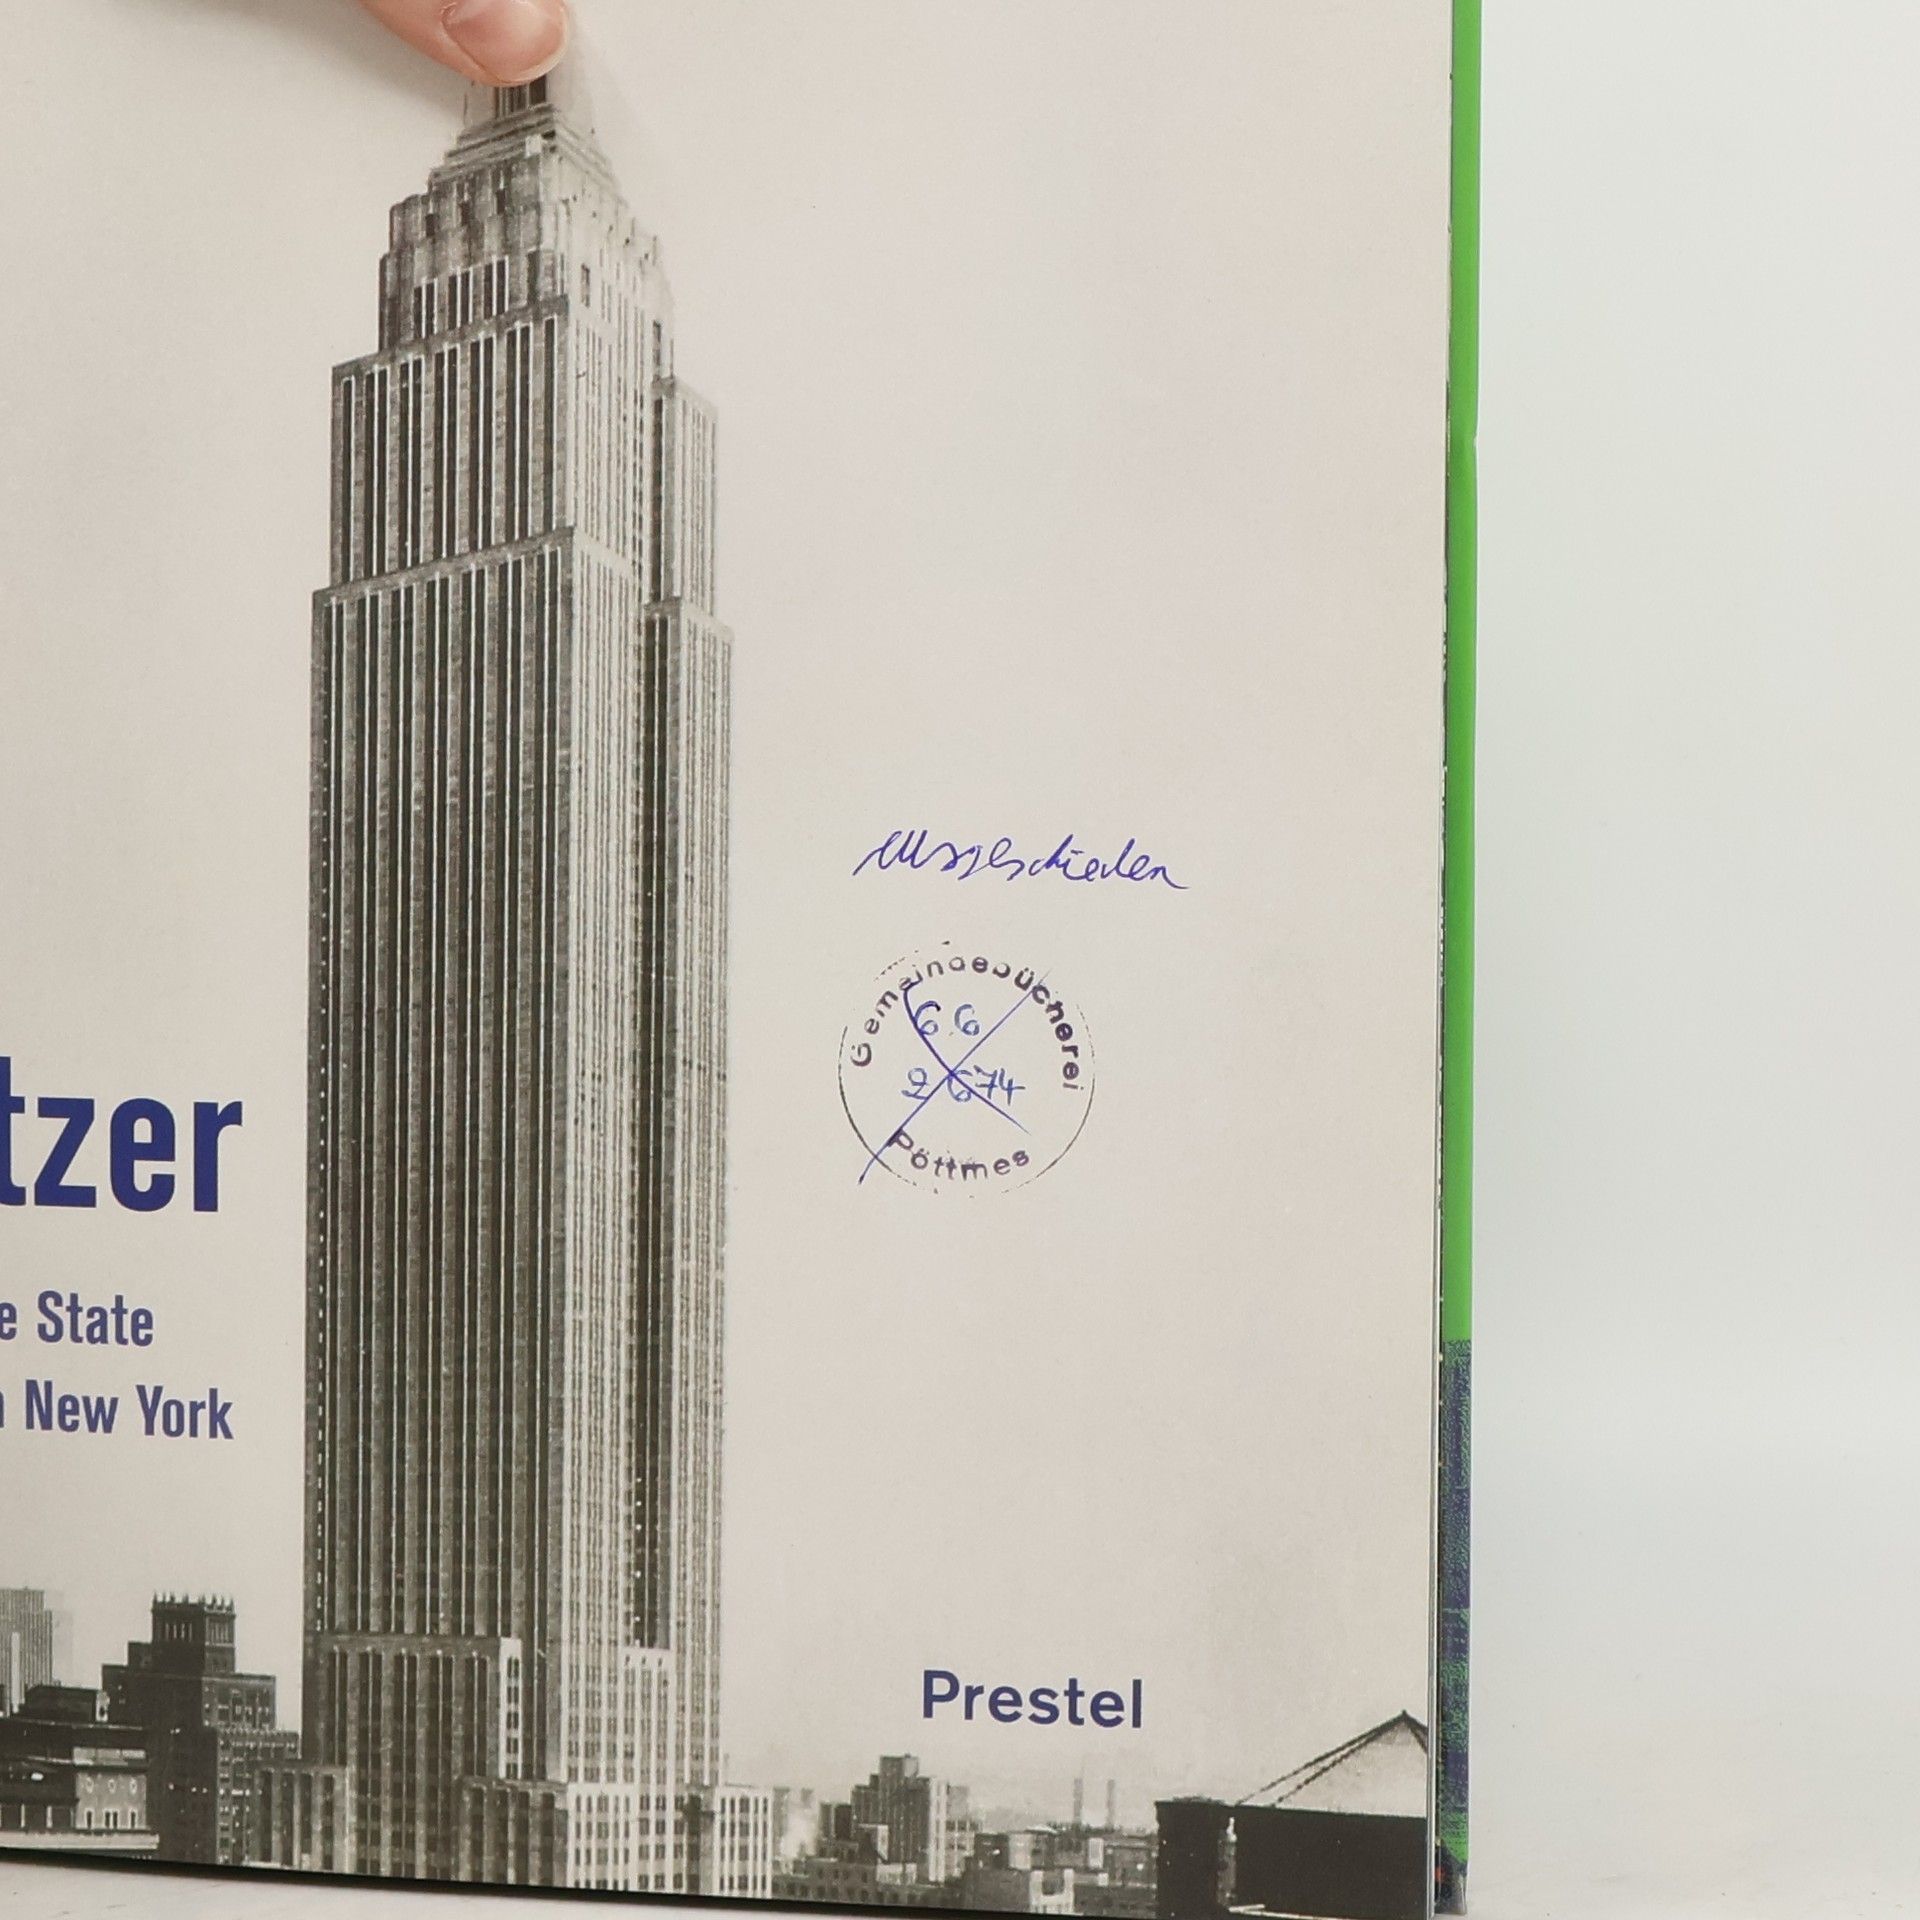 ausgeschieden
Gemeindebücherei
66
2674
Pöttmes
tzer
e State
n New York
Prestel